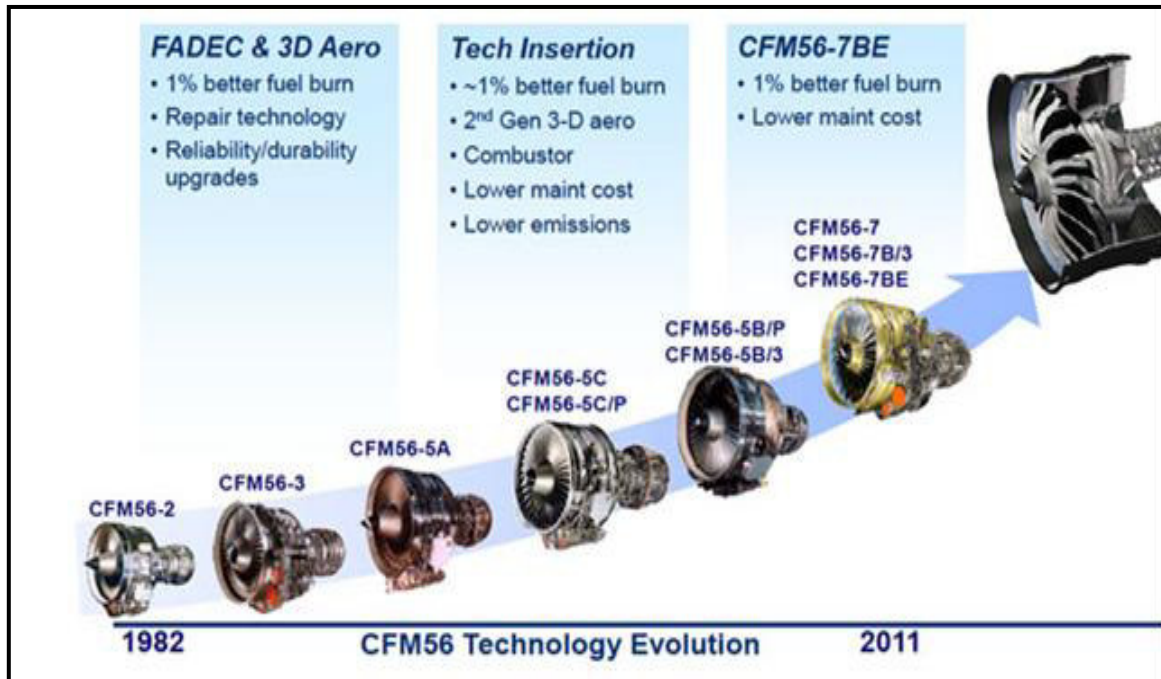 FADEC & 3D Aero
• 1% better fuel burn
• Repair technology
• Reliability/durability
upgrades
Tech Insertion
• ~1% better fuel burn
• 2nd Gen 3-D aero
• Combustor
• Lower maint cost
• Lower emissions
CFM56-7BE
• 1% better fuel burn
• Lower maint cost
CFM56-2
CFM56-3
CFM56-5A
CFM56-5C
CFM56-5C/P
CFM56-5B/P
CFM56-5B/3
CFM56-7
CFM56-7B/3
CFM56-7BE
1982
CFM56 Technology Evolution
2011